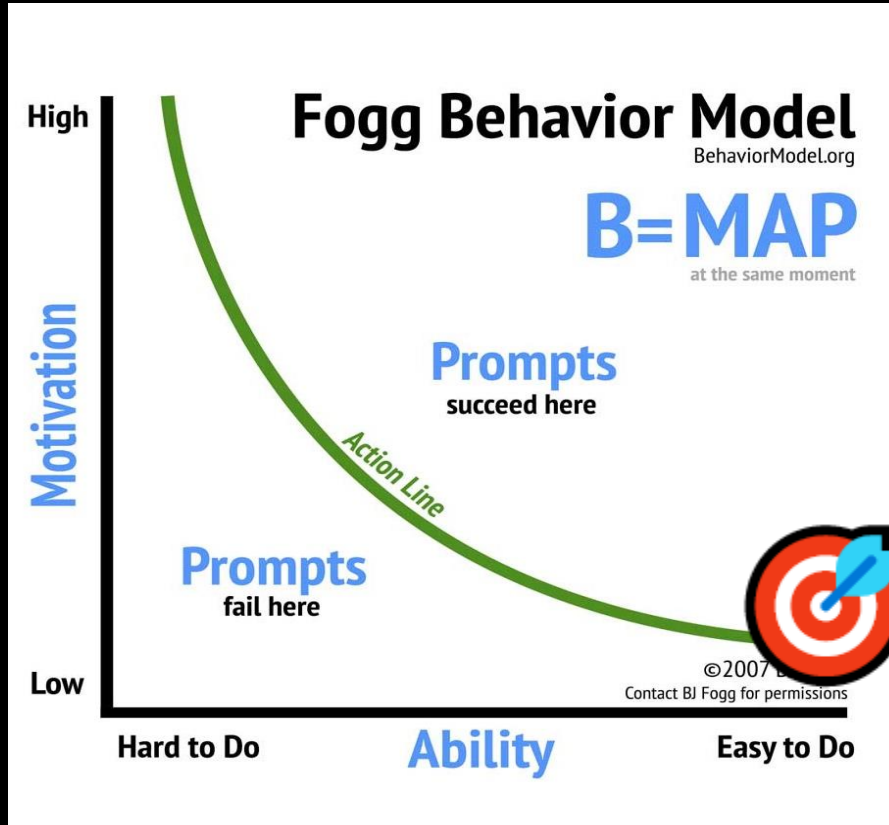 High
Fogg Behavior Model
BehaviorModel.org
B=MAP
at the same moment
Motivation
Prompts
succeed here
Action Line
Prompts
fail here
Low
©2007
Contact BJ Fogg for permissions
Hard to Do
Ability
Easy to Do